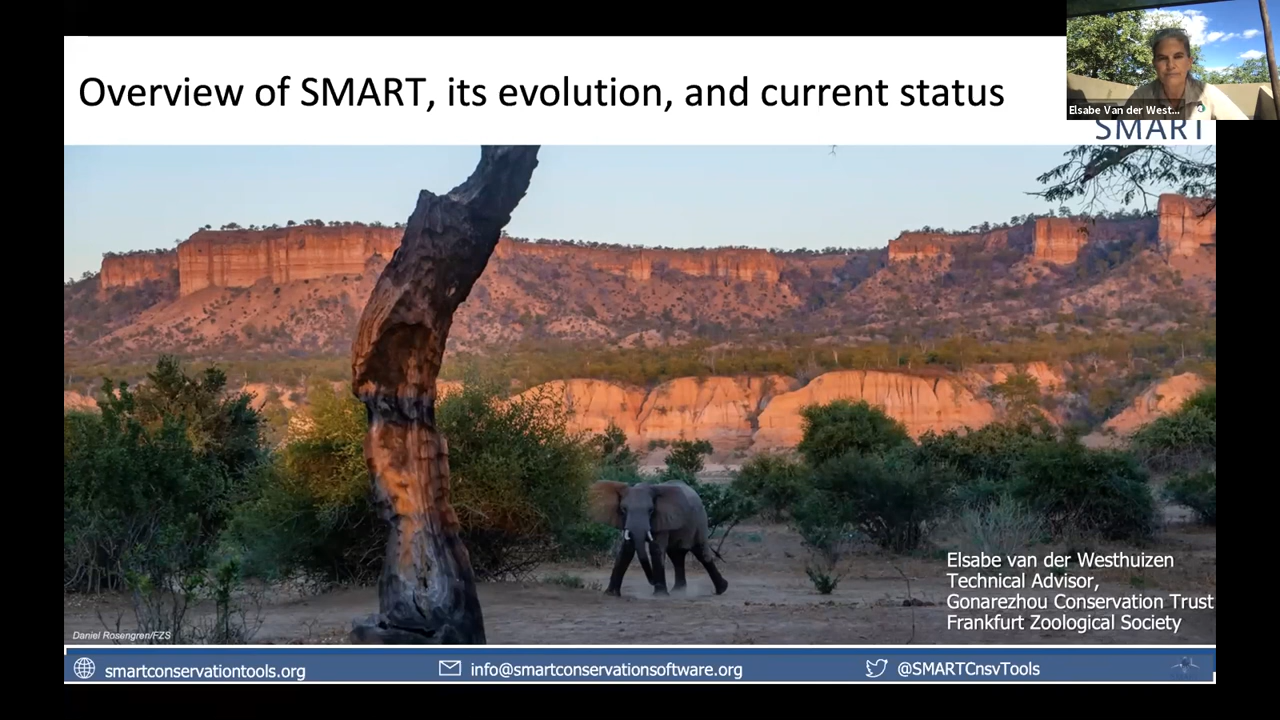 Overview of SMART, its evolution, and current status
Elsabe Van der West...
SMART
Elsabe van der Westhuizen
Technical Advisor,
Gonarezhou Conservation Trust
Frankfurt Zoological Society
Daniel Rosengren/FZS
smartconservationtools.org
info@smartconservationsoftware.org
@SMARTCnsvTools